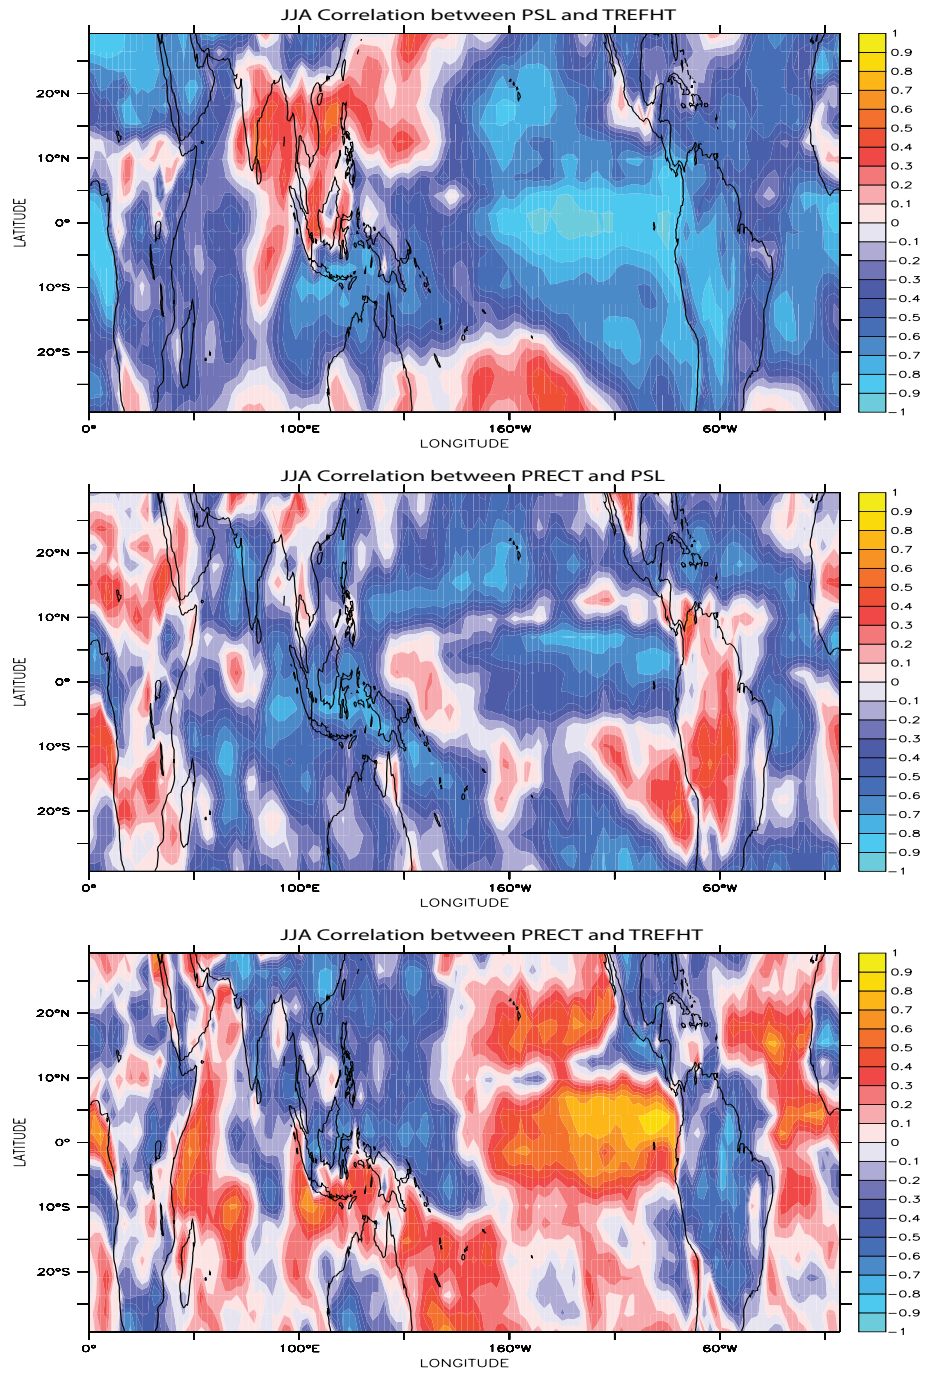 JJA Correlation between PSL and TREFHT
20°N
10°N
0°
10°S
20°S
LATITUDE
0°
100°E
160°W
60°W
LONGITUDE
1
0.9
0.8
0.7
0.6
0.5
0.4
0.3
0.2
0.1
0
-0.1
-0.2
-0.3
-0.4
-0.5
-0.6
-0.7
-0.8
-0.9
-1
JJA Correlation between PRECT and PSL
20°N
10°N
0°
10°S
20°S
LATITUDE
0°
100°E
160°W
60°W
LONGITUDE
1
0.9
0.8
0.7
0.6
0.5
0.4
0.3
0.2
0.1
0
-0.1
-0.2
-0.3
-0.4
-0.5
-0.6
-0.7
-0.8
-0.9
-1
JJA Correlation between PRECT and TREFHT
20°N
10°N
0°
10°S
20°S
LATITUDE
0°
100°E
160°W
60°W
LONGITUDE
1
0.9
0.8
0.7
0.6
0.5
0.4
0.3
0.2
0.1
0
-0.1
-0.2
-0.3
-0.4
-0.5
-0.6
-0.7
-0.8
-0.9
-1